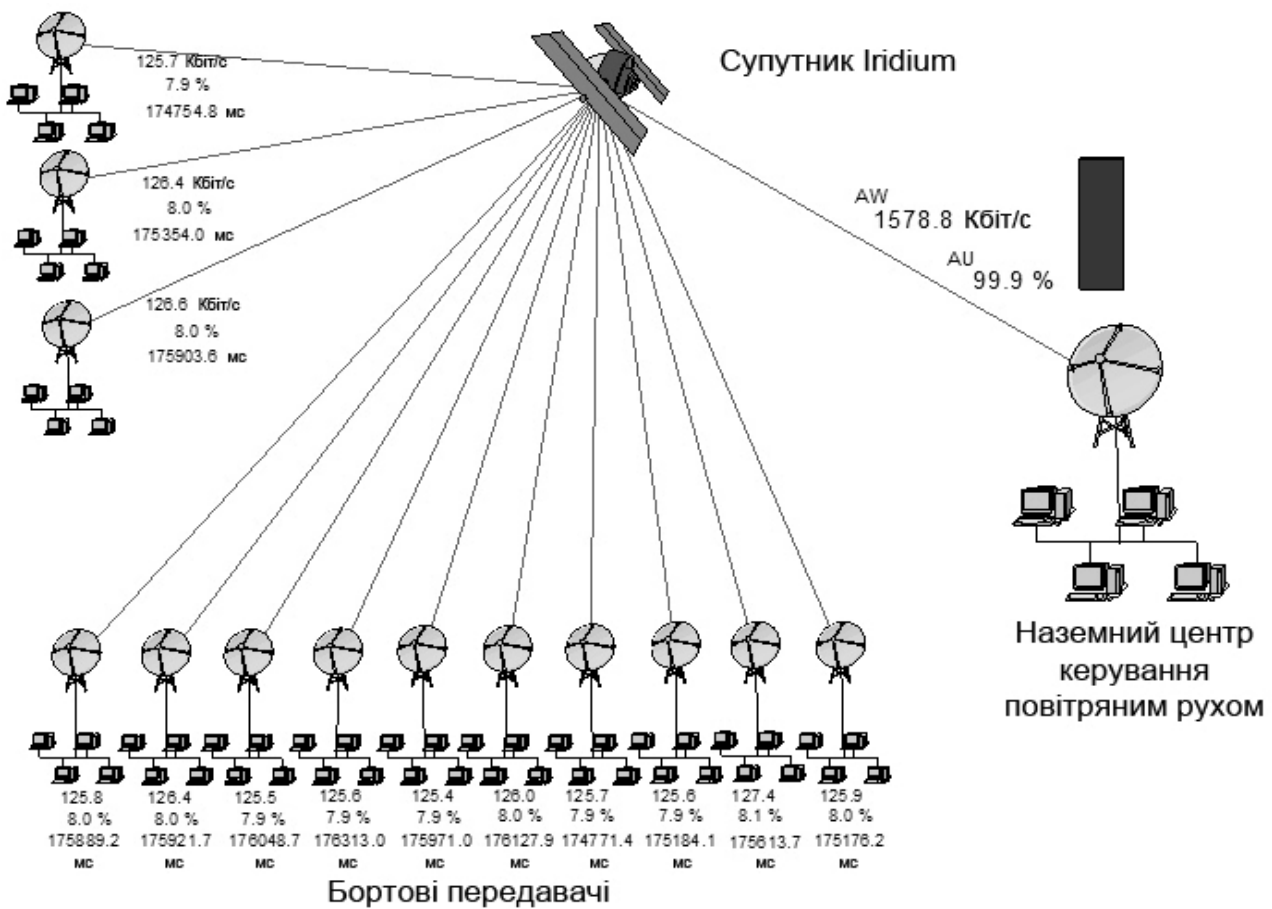 Супутник Iridium
125.7 Кбіт/с
7.9 %
174754.8 мс
126.4 Кбіт/с
8.0 %
175354.0 мс
126.6 Кбіт/с
8.0 %
175903.6 мс
AW
1578.8 Кбіт/с
AU
99.9 %
Наземний центр
керування
повітряним рухом
125.8 126.4 125.5 125.6 125.4 126.0 125.7 125.6 127.4 125.9
8.0 % 8.0 % 7.9 % 7.9 % 7.9 % 8.0 % 7.9 % 7.9 % 8.1 % 8.0 %
175889.2 175921.7 176048.7 176313.0 175971.0 176127.9 174771.4 175184.1 175613.7 175176.2
мс мс мс мс мс мс мс мс мс мс
Бортові передавачі